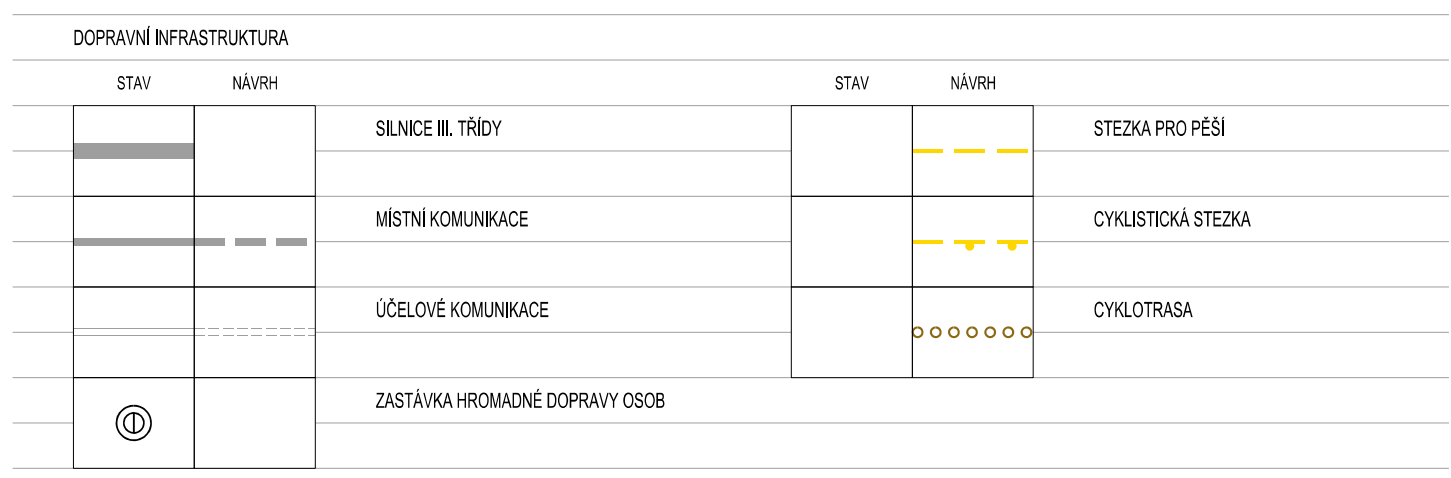 DOPRAVNÍ INFRASTRUKTURA
STAV NÁVRH STAV NÁVRH
SILNICE III. TŘÍDY STEZKA PRO PĚŠÍ
MÍSTNÍ KOMUNIKACE CYKLISTICKÁ STEZKA
ÚČELOVÉ KOMUNIKACE CYKLOTRASA
ZASTÁVKA HROMADNÉ DOPRAVY OSOB